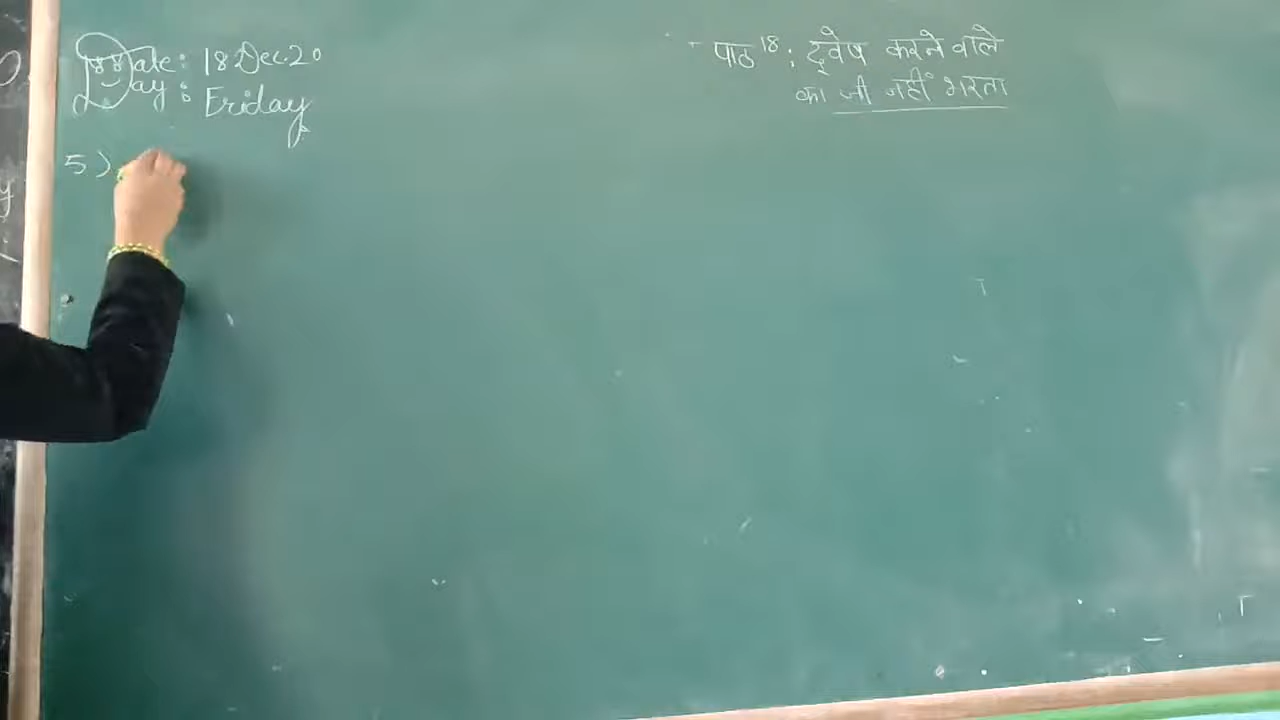 Date: 18 Dec. 20
Day : Friday
पाठ 18 : द्वेष करने वाले
का जी नहीं भरता
5)